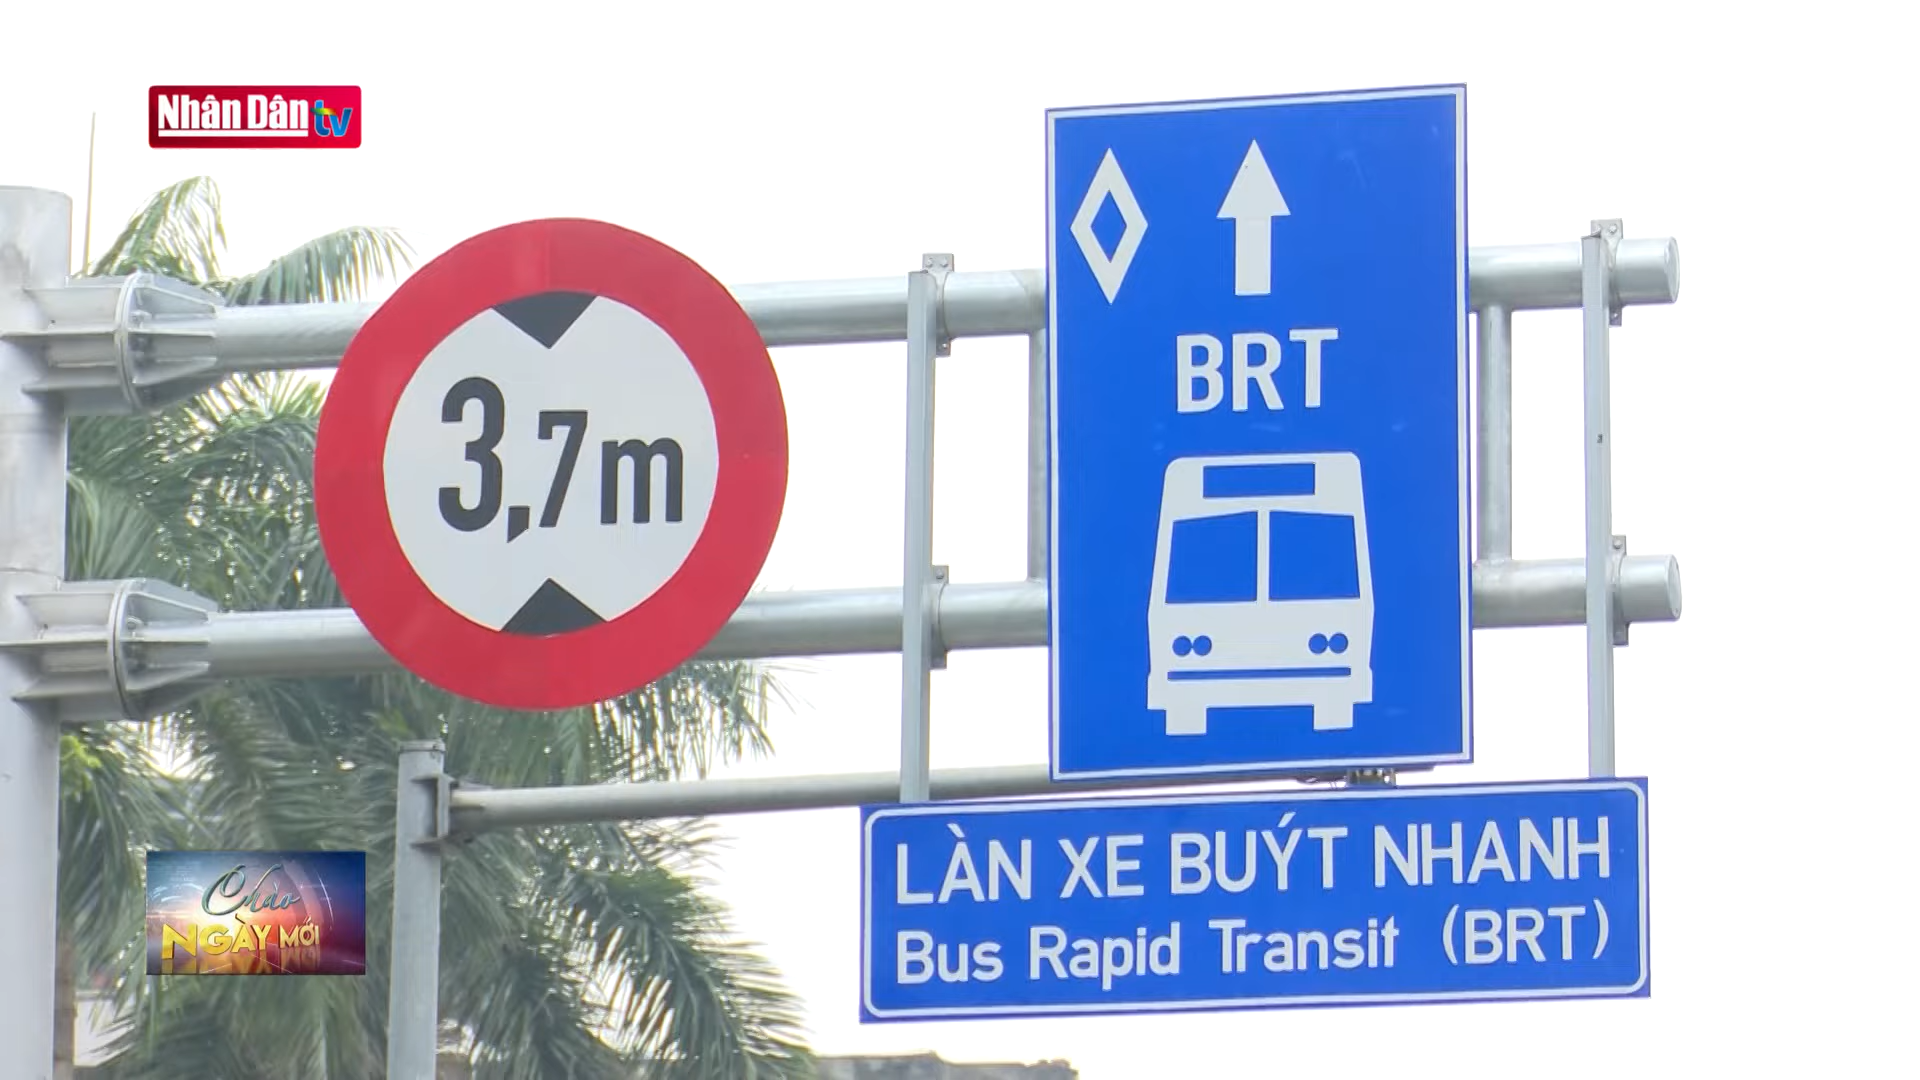 Nhân Dân tv
3,7m
BRT
LÀN XE BUÝT NHANH
Bus Rapid Transit (BRT)
Chào
NGÀY MỚI